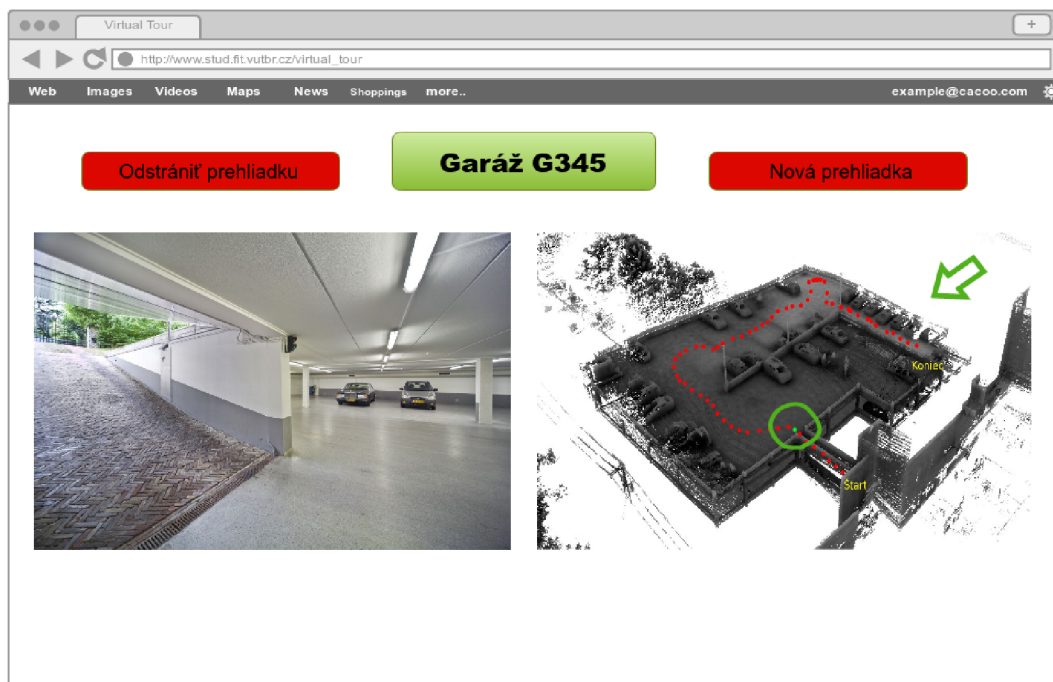 Virtual Tour
+
http://www.stud.fit.vutbr.cz/virtual_tour
Web Images Videos Maps News Shoppings more.. example@cacoo.com
Odstrániť prehliadku
Garáž G345
Nová prehliadka
Koniec
Štart